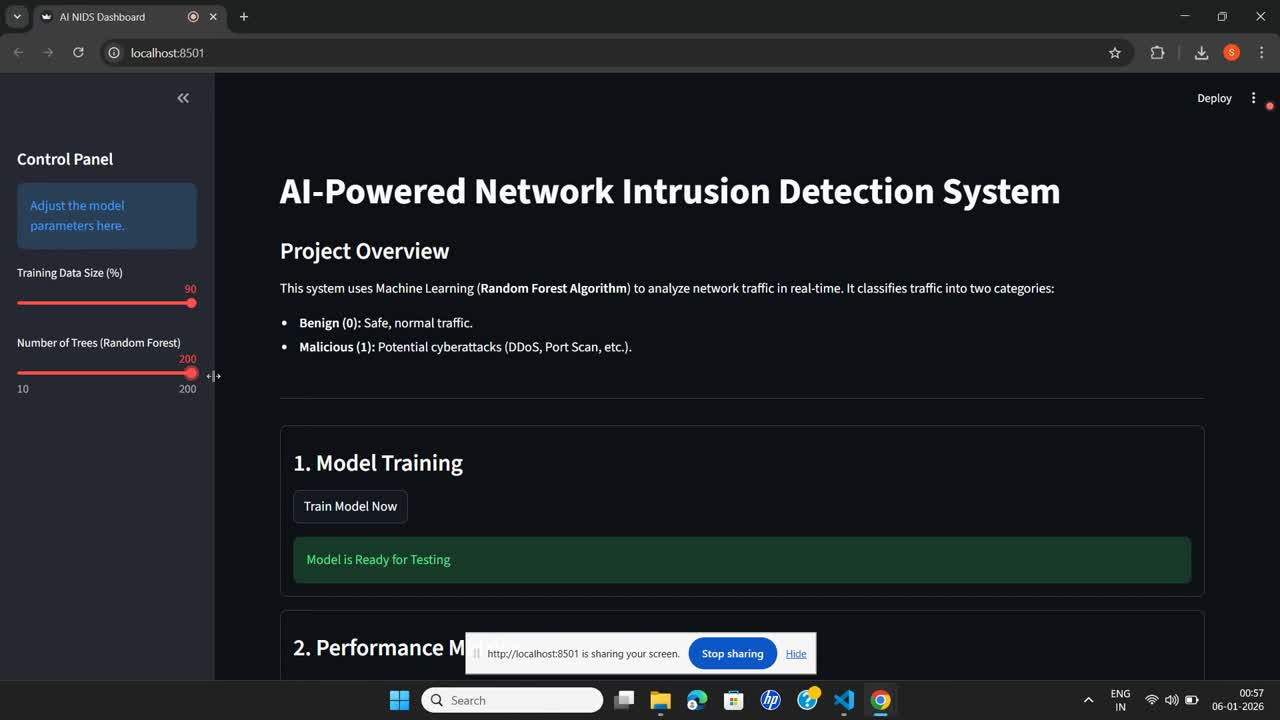 AI NIDS Dashboard
localhost:8501
S
Deploy
Control Panel
Adjust the model
parameters here.
Training Data Size (%)
90
Number of Trees (Random Forest)
200
10
200
AI-Powered Network Intrusion Detection System
Project Overview
This system uses Machine Learning (Random Forest Algorithm) to analyze network traffic in real-time. It classifies traffic into two categories:
• Benign (0): Safe, normal traffic.
• Malicious (1): Potential cyberattacks (DDoS, Port Scan, etc.).
1. Model Training
Train Model Now
Model is Ready for Testing
2. Performance M
http://localhost:8501 is sharing your screen.
Stop sharing
Hide
Search
hp
ENG
IN
00:57
06-01-2026